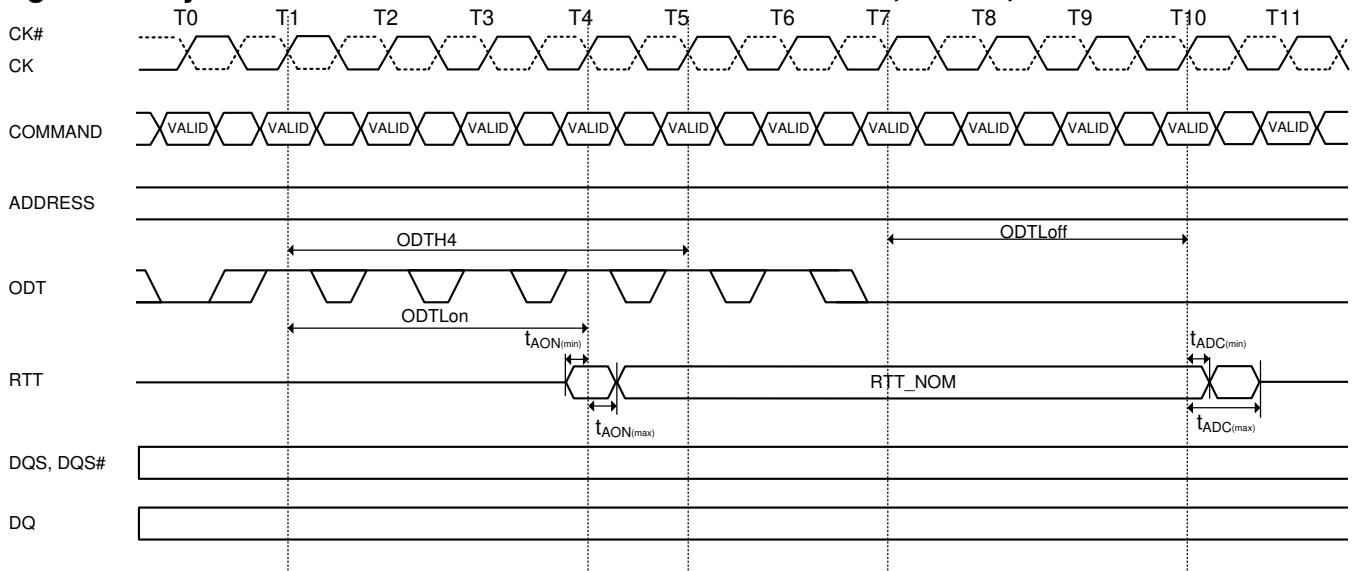 T0 T1 T2 T3 T4 T5 T6 T7 T8 T9 T10 T11
CK#
CK
COMMAND VALID VALID VALID VALID VALID VALID VALID VALID VALID VALID VALID VALID
ADDRESS
ODTH4 ODTLoff
ODT
ODTLon
tAON(min) tADC(min)
RTT RTT_NOM
tAON(max) tADC(max)
DQS, DQS#
DQ